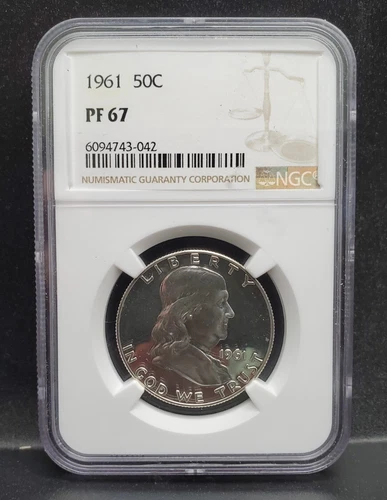 1961 50C
PF 67
6094743-042
NUMISMATIC GUARANTY CORPORATION
NGC
LIBERTY
1961
IN GOD WE TRUST